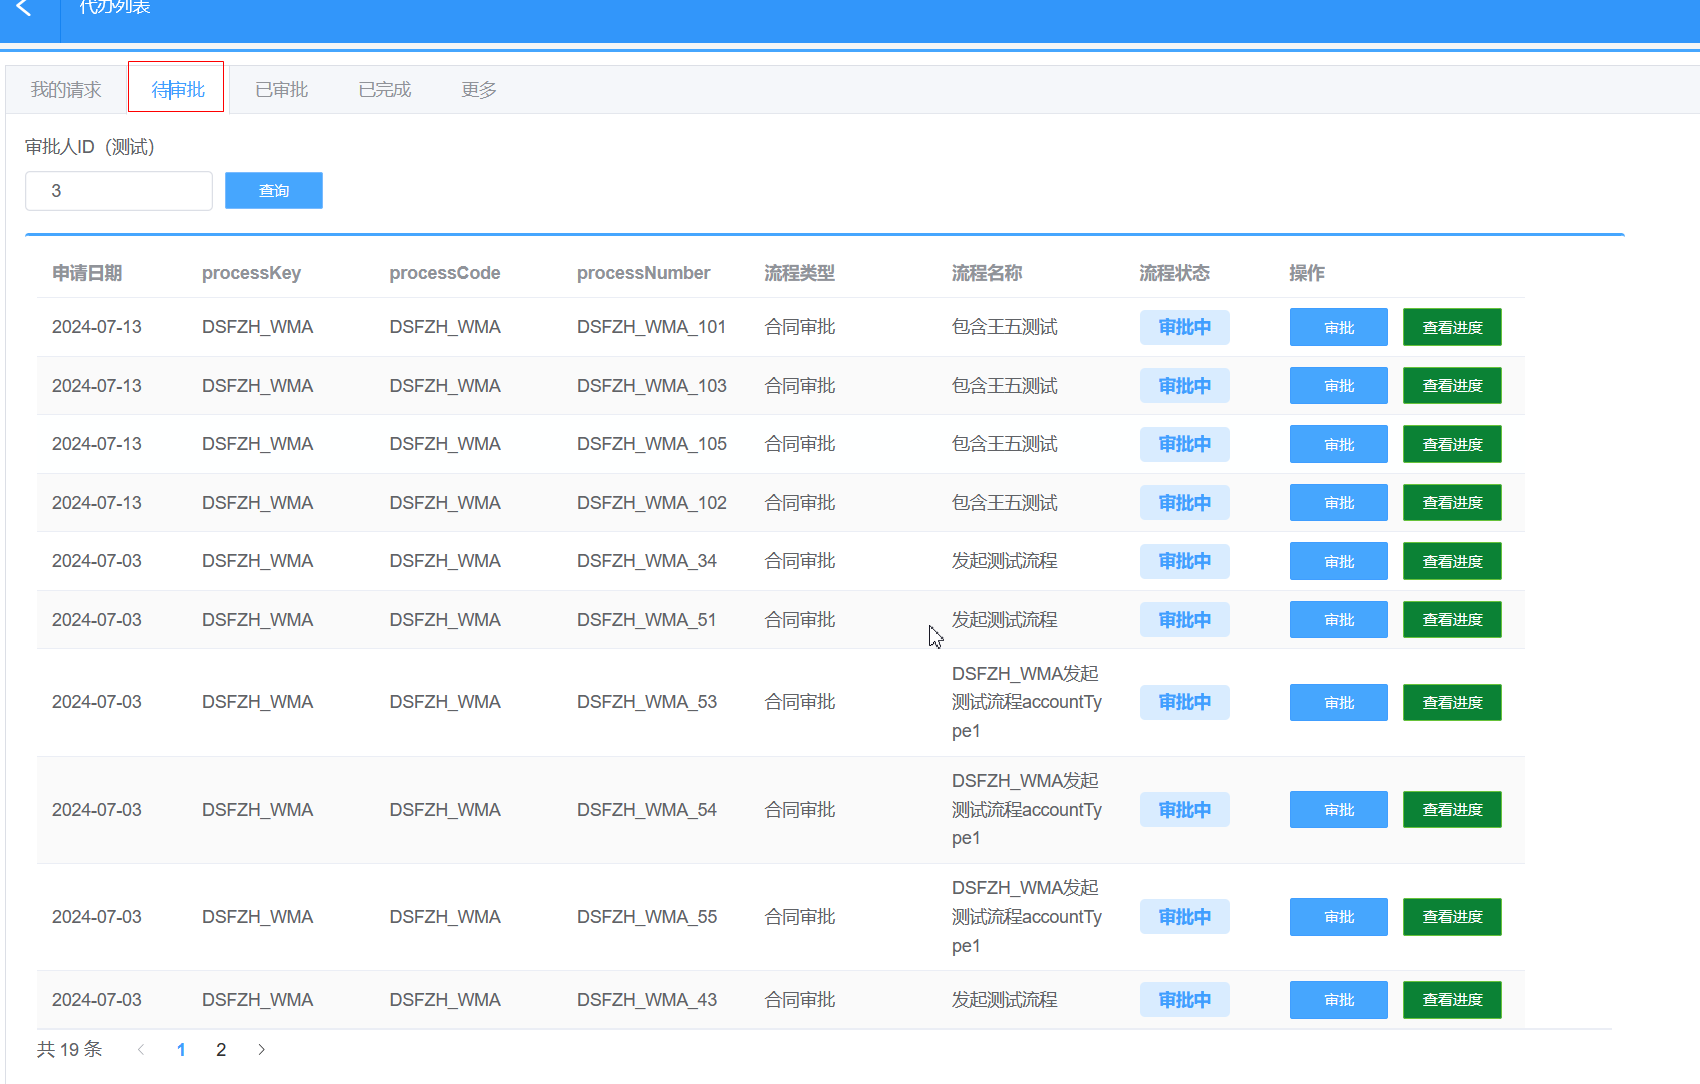 代办列表
我的请求 待审批 已审批 已完成 更多
审批人ID（测试）
3 查询
申请日期 processKey processCode processNumber 流程类型 流程名称 流程状态 操作
2024-07-13 DSFZH_WMA DSFZH_WMA DSFZH_WMA_101 合同审批 包含王五测试 审批中 审批 查看进度
2024-07-13 DSFZH_WMA DSFZH_WMA DSFZH_WMA_103 合同审批 包含王五测试 审批中 审批 查看进度
2024-07-13 DSFZH_WMA DSFZH_WMA DSFZH_WMA_105 合同审批 包含王五测试 审批中 审批 查看进度
2024-07-13 DSFZH_WMA DSFZH_WMA DSFZH_WMA_102 合同审批 包含王五测试 审批中 审批 查看进度
2024-07-03 DSFZH_WMA DSFZH_WMA DSFZH_WMA_34 合同审批 发起测试流程 审批中 审批 查看进度
2024-07-03 DSFZH_WMA DSFZH_WMA DSFZH_WMA_51 合同审批 发起测试流程 审批中 审批 查看进度
DSFZH_WMA发起
2024-07-03 DSFZH_WMA DSFZH_WMA DSFZH_WMA_53 合同审批 测试流程accountTy 审批中 审批 查看进度
pe1
DSFZH_WMA发起
2024-07-03 DSFZH_WMA DSFZH_WMA DSFZH_WMA_54 合同审批 测试流程accountTy 审批中 审批 查看进度
pe1
DSFZH_WMA发起
2024-07-03 DSFZH_WMA DSFZH_WMA DSFZH_WMA_55 合同审批 测试流程accountTy 审批中 审批 查看进度
pe1
2024-07-03 DSFZH_WMA DSFZH_WMA DSFZH_WMA_43 合同审批 发起测试流程 审批中 审批 查看进度
共 19 条 1 2